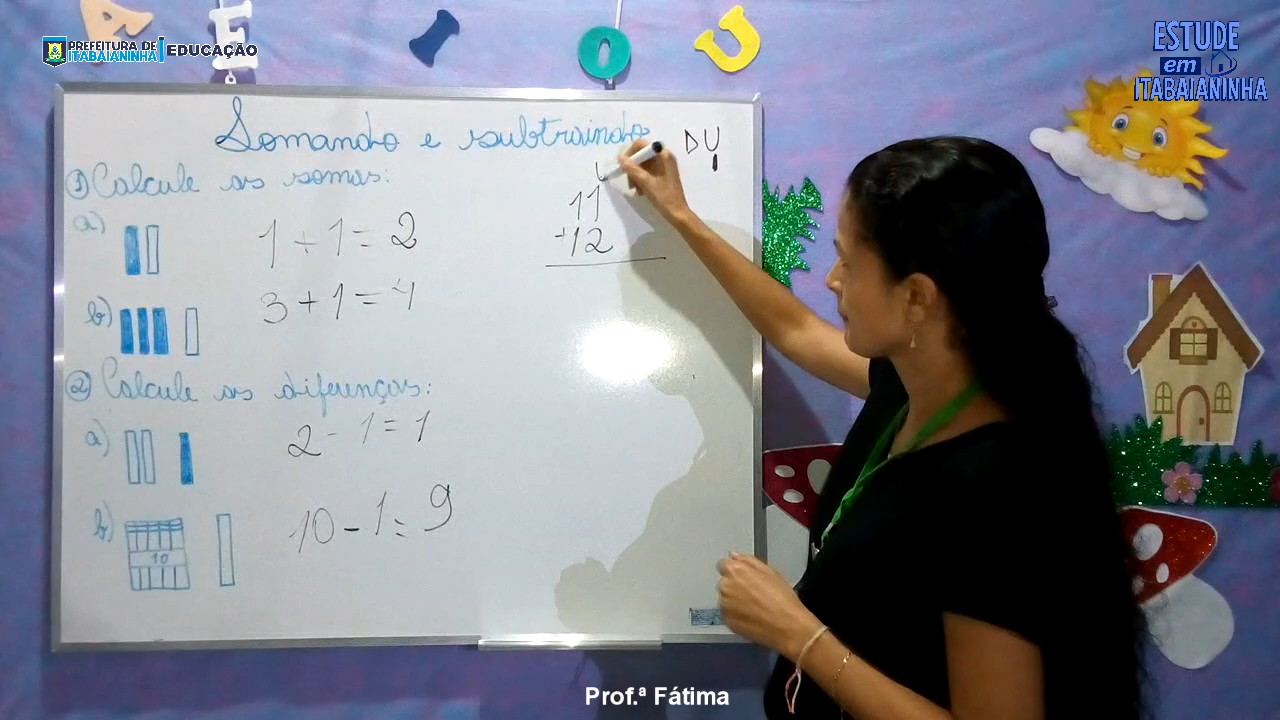 PREFEITURA DE
ITABAIANINHA
EDUCAÇÃO
A E I O U
ESTUDE
em
ITABAIANINHA
Somando e subtraindo
① Calcule as somas:
a)
1 + 1 = 2
b)
3 + 1 = 4
② Calcule as diferenças:
a)
2 - 1 = 1
b)
10
10 - 1 = 9
DU
11
+12
Prof.ª Fátima